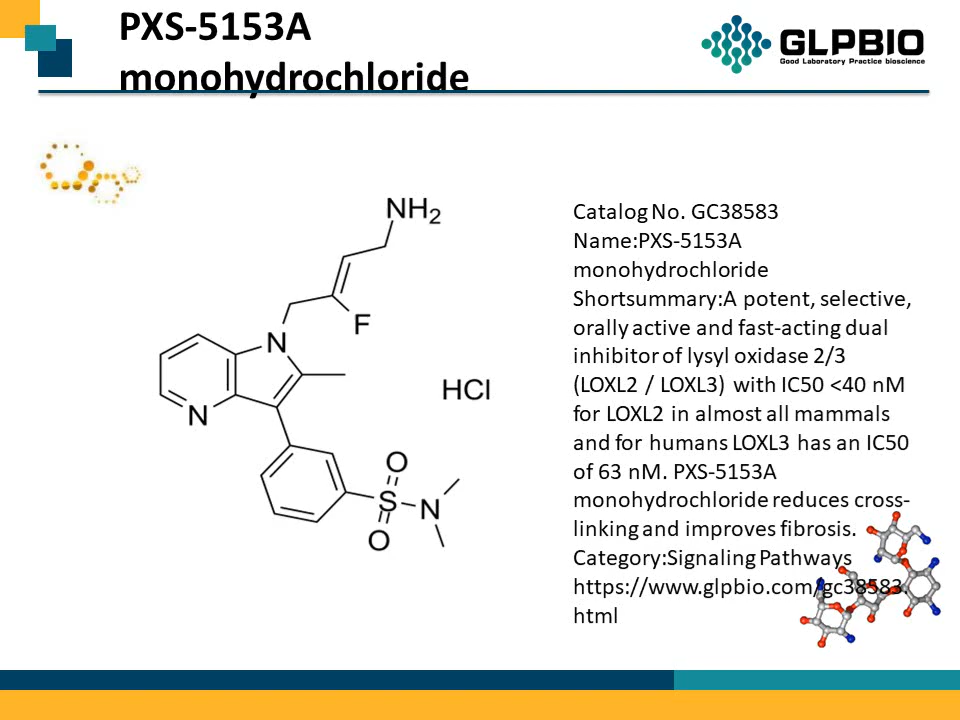 PXS-5153A
monohydrochloride
GLPBIO
Good Laboratory Practice bioscience
NH2
F
N
N
HCl
O
S
N
O
Catalog No. GC38583
Name:PXS-5153A
monohydrochloride
Shortsummary:A potent, selective,
orally active and fast-acting dual
inhibitor of lysyl oxidase 2/3
(LOXL2 / LOXL3) with IC50 <40 nM
for LOXL2 in almost all mammals
and for humans LOXL3 has an IC50
of 63 nM. PXS-5153A
monohydrochloride reduces cross-
linking and improves fibrosis.
Category:Signaling Pathways
https://www.glpbio.com/gc38583.
html